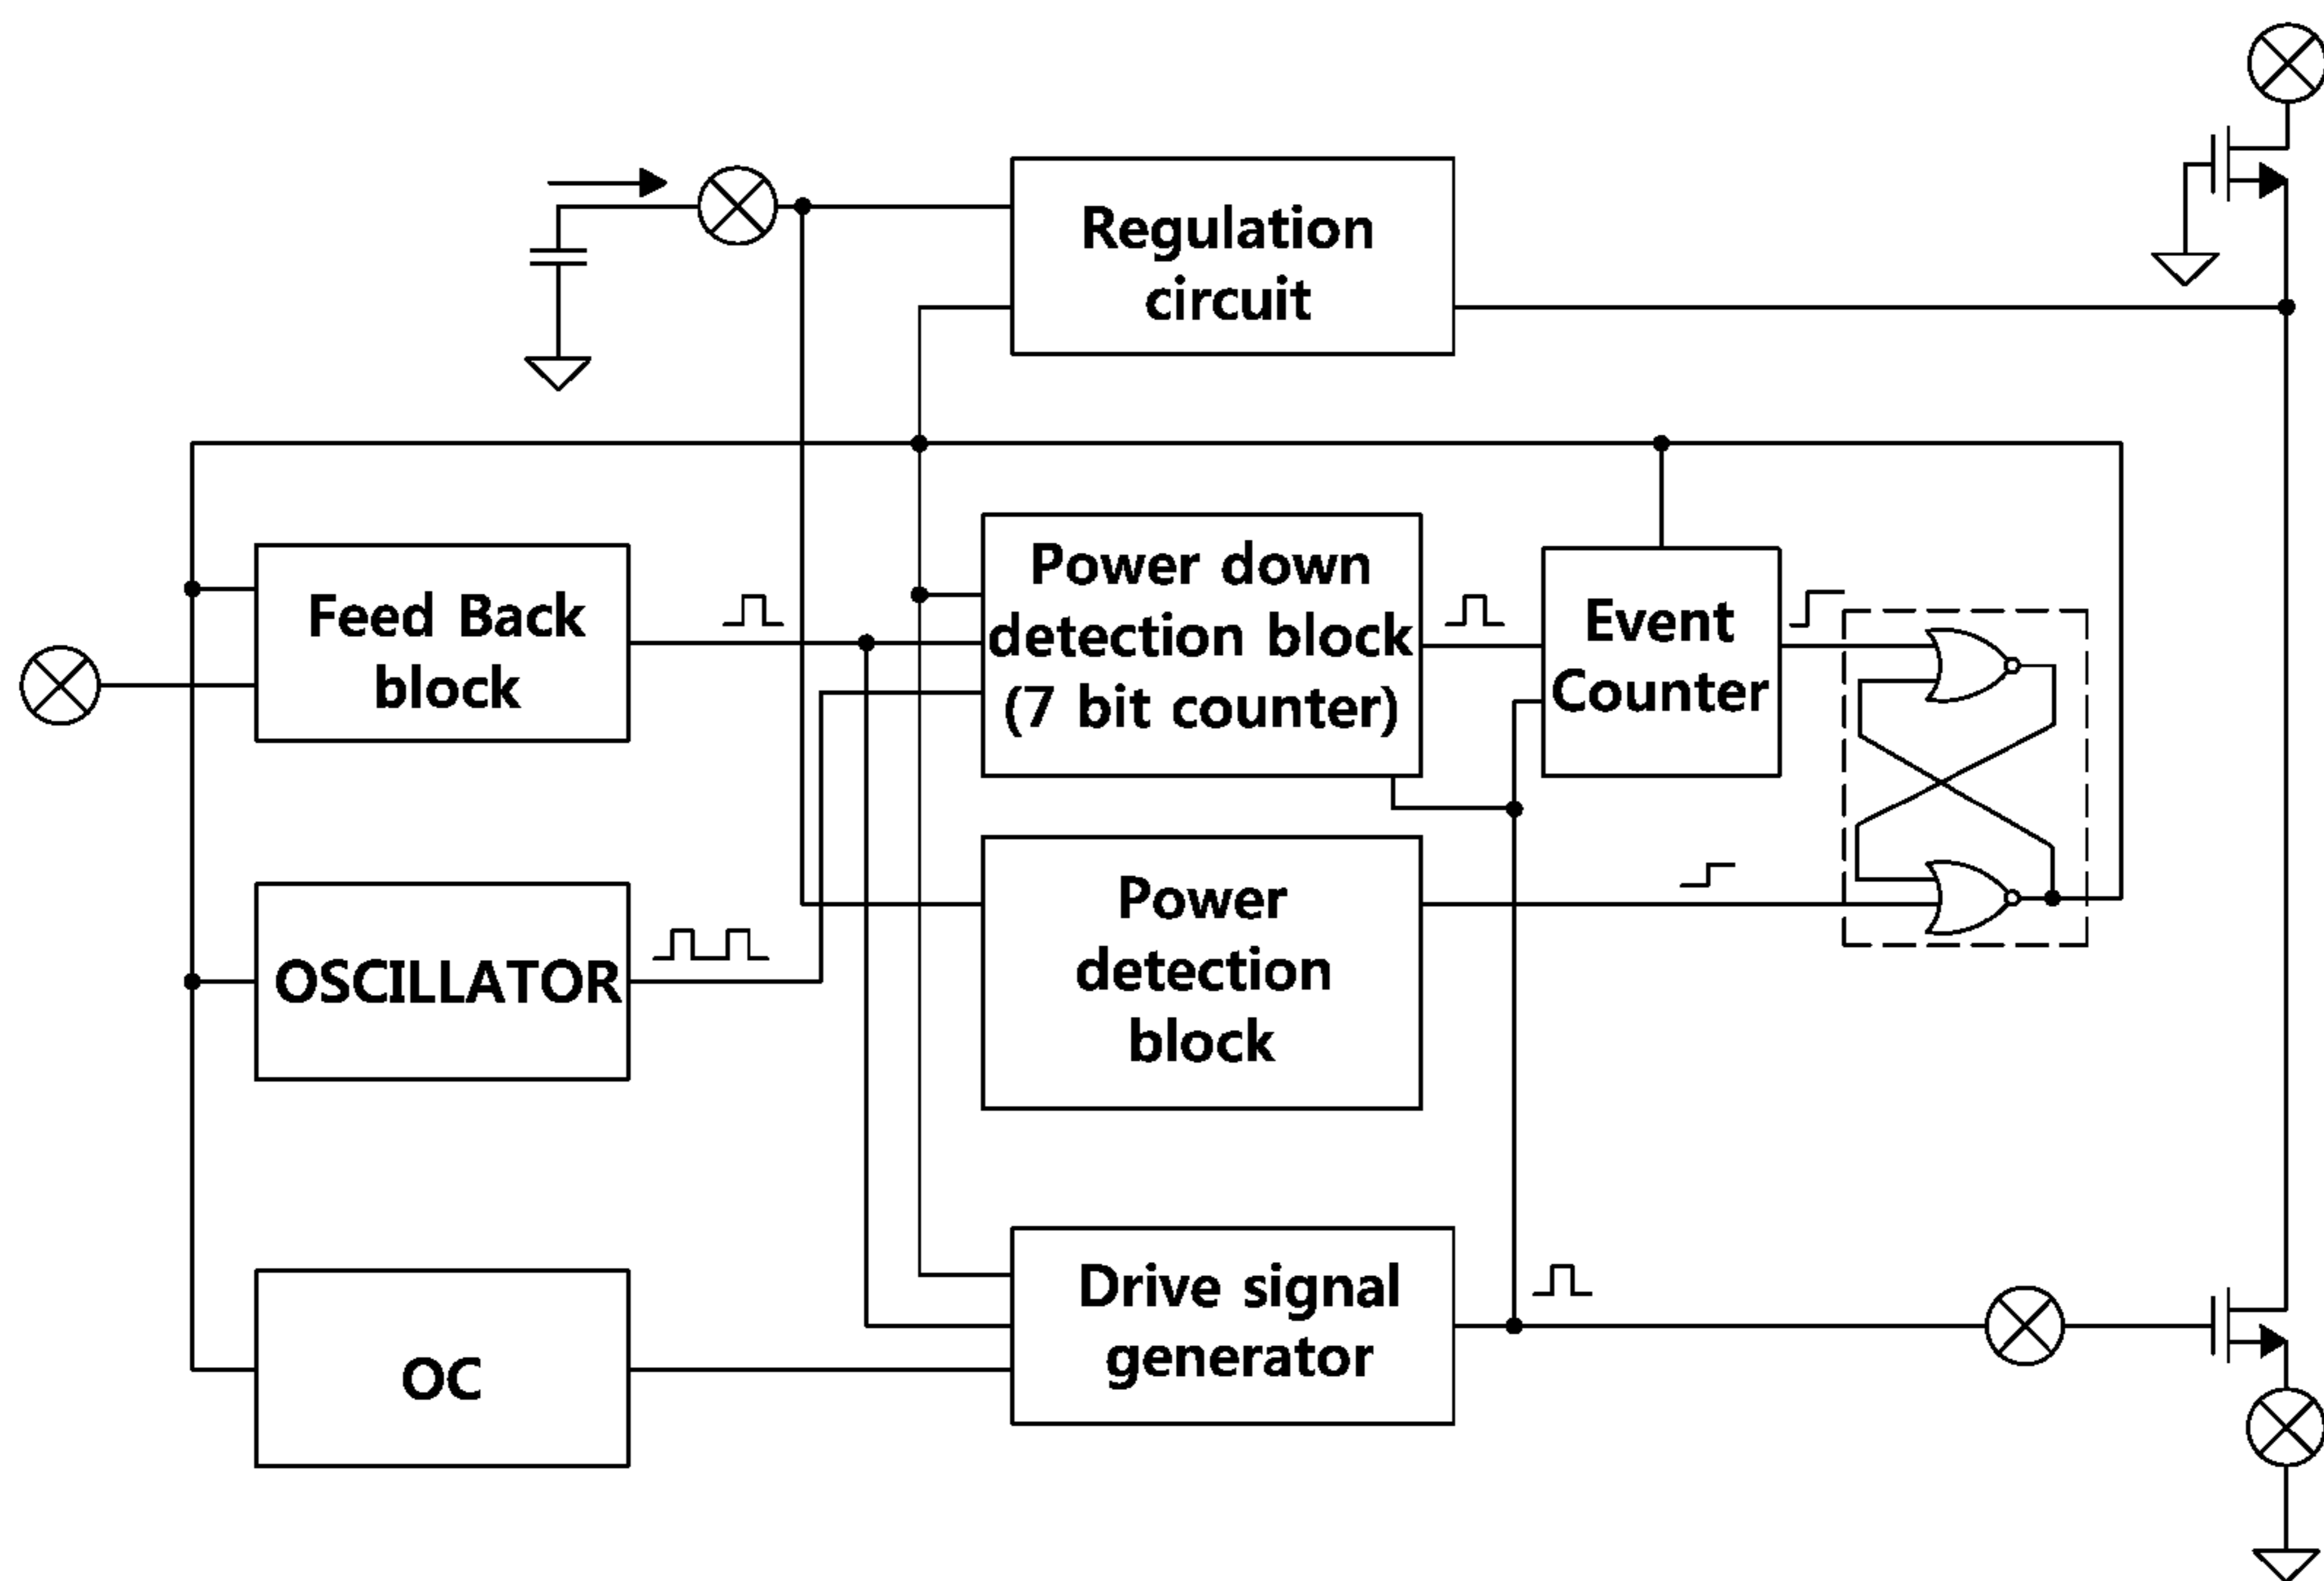 Regulation
circuit
Feed Back
block
Power down
detection block
(7 bit counter)
Event
Counter
OSCILLATOR
Power
detection
block
OC
Drive signal
generator